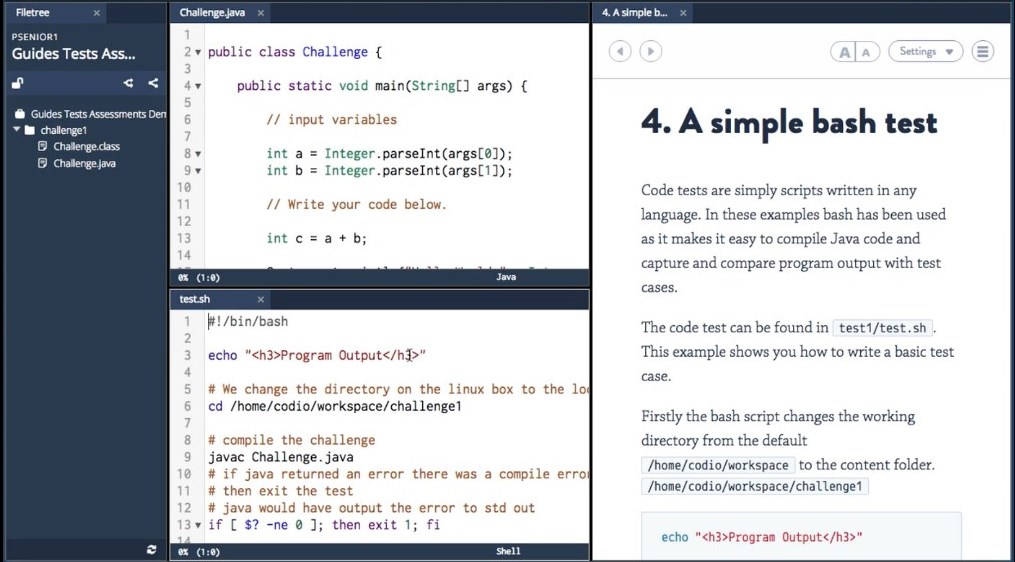 Filetree ×
PSENIOR1
Guides Tests Ass...
Guides Tests Assessments Den
challenge1
Challenge.class
Challenge.java
Challenge.java ×
1
2 public class Challenge {
3
4 public static void main(String[] args) {
5
6 // input variables
7
8 int a = Integer.parseInt(args[0]);
9 int b = Integer.parseInt(args[1]);
10
11 // Write your code below.
12
13 int c = a + b;
14
0% (1:0) Java
test.sh ×
1 #!/bin/bash
2
3 echo "<h3>Program Output</h3>"
4
5 # We change the directory on the linux box to the loc
6 cd /home/codio/workspace/challenge1
7
8 # compile the challenge
9 javac Challenge.java
10 # if java returned an error there was a compile error
11 # then exit the test
12 # java would have output the error to std out
13 if [ $? -ne 0 ]; then exit 1; fi
14
0% (1:0) Shell
4. A simple b... ×
A A Settings
4. A simple bash test
Code tests are simply scripts written in any
language. In these examples bash has been used
as it makes it easy to compile Java code and
capture and compare program output with test
cases.
The code test can be found in test1/test.sh.
This example shows you how to write a basic test
case.
Firstly the bash script changes the working
directory from the default
/home/codio/workspace to the content folder.
/home/codio/workspace/challenge1
echo "<h3>Program Output</h3>"